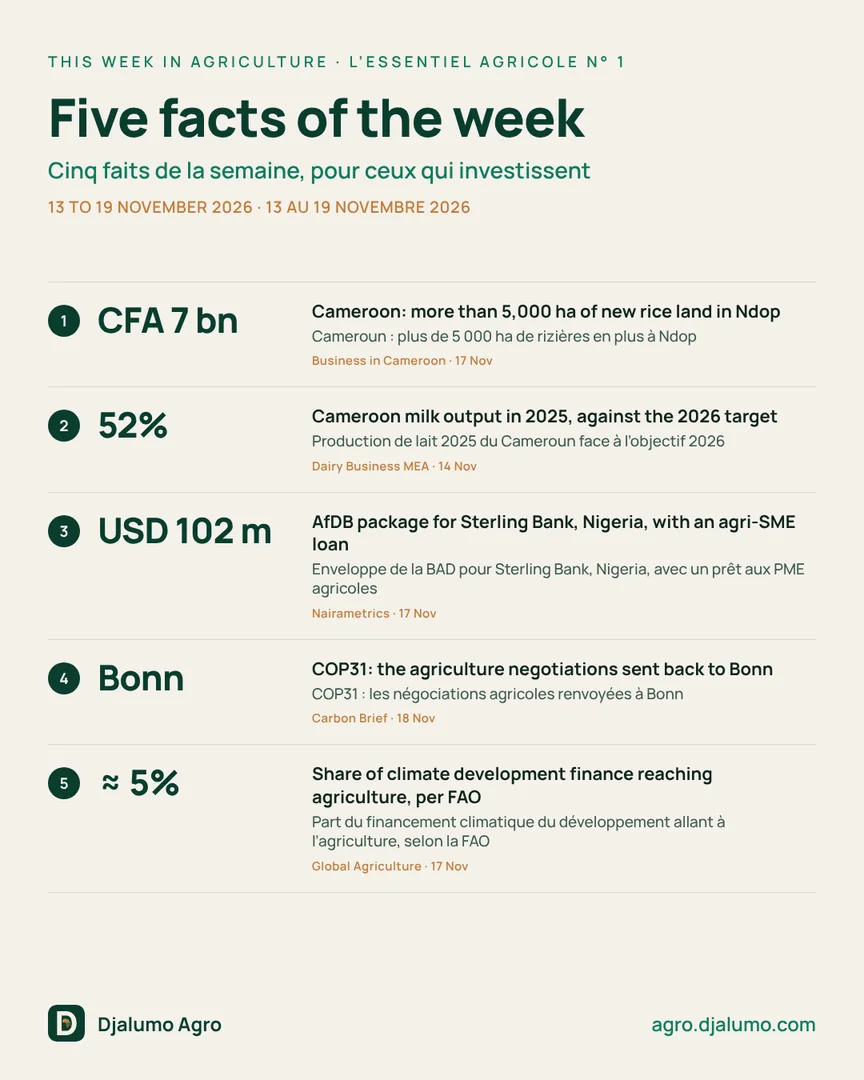 THIS WEEK IN AGRICULTURE · L'ESSENTIEL AGRICOLE N° 1
Five facts of the week
Cinq faits de la semaine, pour ceux qui investissent
13 TO 19 NOVEMBER 2026 · 13 AU 19 NOVEMBRE 2026
1
CFA 7 bn
Cameroon: more than 5,000 ha of new rice land in Ndop
Cameroun : plus de 5 000 ha de rizières en plus à Ndop
Business in Cameroon · 17 Nov
2
52%
Cameroon milk output in 2025, against the 2026 target
Production de lait 2025 du Cameroun face à l'objectif 2026
Dairy Business MEA · 14 Nov
3
USD 102 m
AfDB package for Sterling Bank, Nigeria, with an agri-SME
loan
Enveloppe de la BAD pour Sterling Bank, Nigeria, avec un prêt aux PME
agricoles
Nairametrics · 17 Nov
4
Bonn
COP31: the agriculture negotiations sent back to Bonn
COP31 : les négociations agricoles renvoyées à Bonn
Carbon Brief · 18 Nov
5
≈ 5%
Share of climate development finance reaching
agriculture, per FAO
Part du financement climatique du développement allant à
l'agriculture, selon la FAO
Global Agriculture · 17 Nov
D
Djalumo Agro
agro.djalumo.com